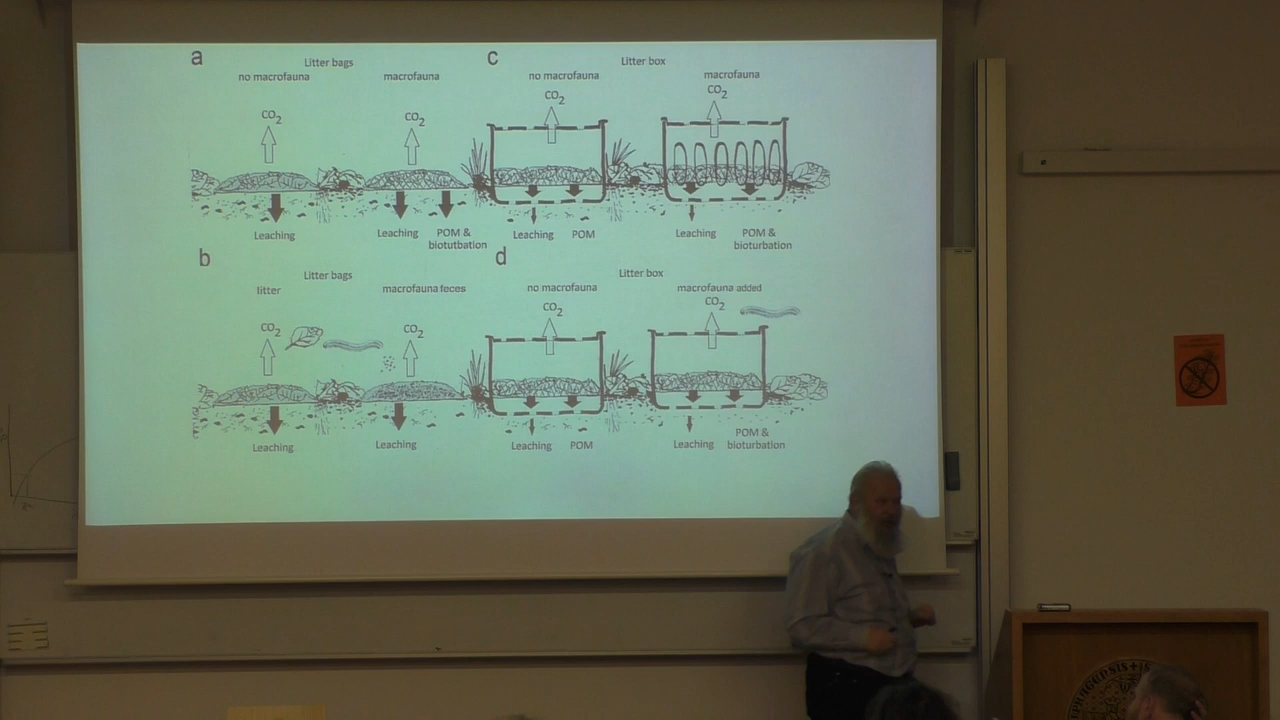 a
Litter bags
no macrofauna
macrofauna
CO2
CO2
Leaching
Leaching
POM &
biotutbation
c
Litter box
no macrofauna
macrofauna
CO2
CO2
Leaching
POM
Leaching
POM &
bioturbation
b
Litter bags
litter
macrofauna feces
CO2
CO2
Leaching
Leaching
d
Litter box
no macrofauna
macrofauna added
CO2
CO2
Leaching
POM
Leaching
POM &
bioturbation